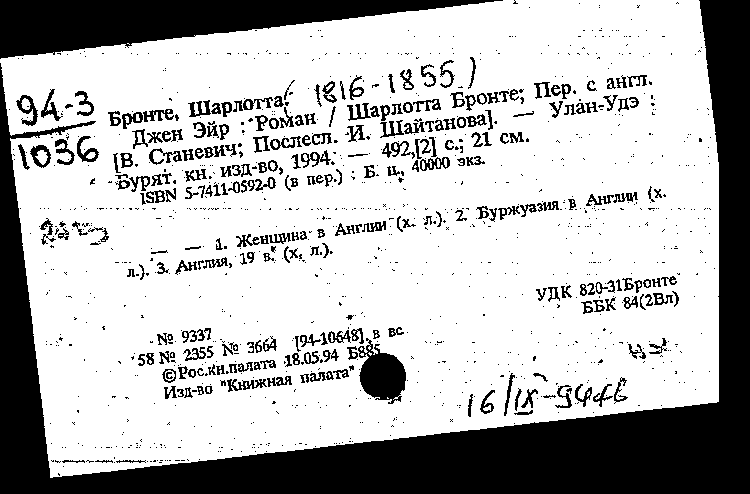 94-3
1036
Бронте, Шарлотта. (1816-1855)
Джен Эйр : Роман / Шарлотта Бронте; Пер. с англ.
[В. Станевич; Послесл. И. Шайтанова]. — Улан-Удэ :
Бурят. кн. изд-во, 1994. — 492,[2] с.; 21 см.
ISBN 5-7411-0592-0 (в пер.) : Б. ц., 40000 экз.
— — 1. Женщина в Англии (х. л.). 2. Буржуазия в Англии (х.
л.). 3. Англия, 19 в. (х. л.).
УДК 820-31Бронте
ББК 84(2Вл)
№ 9337
58 № 2355 № 3664 [94-10648] в вс
©Рос.кн.палата 18.05.94 Б885
Изд-во "Книжная палата"
16/IX-94